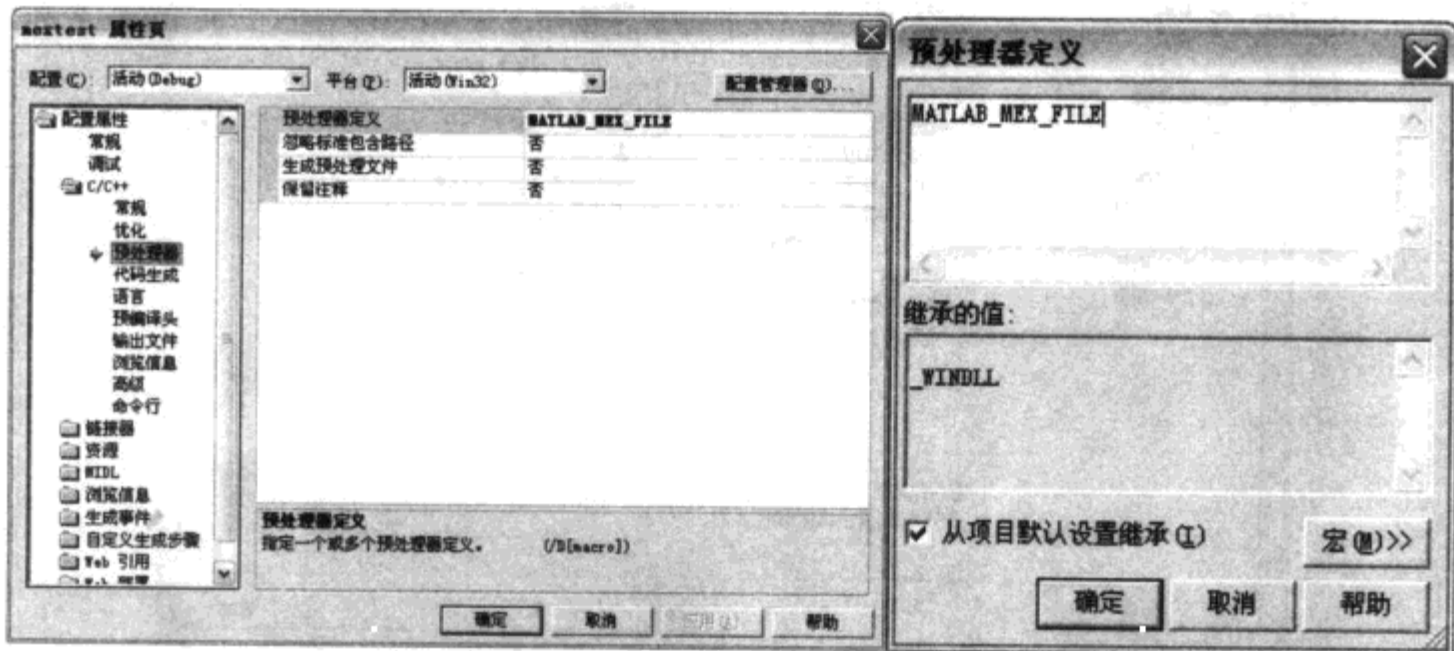 mextest 属性页
配置(C): 活动(Debug) 平台(P): 活动(Win32) 配置管理器(O)...
配置属性
常规
调试
C/C++
常规
优化
预处理器
代码生成
语言
预编译头
输出文件
浏览信息
高级
命令行
链接器
资源
MIDL
浏览信息
生成事件
自定义生成步骤
Web 引用
Web 部署
预处理器定义 MATLAB_MEX_FILE
忽略标准包含路径 否
生成预处理文件 否
保留注释 否
预处理器定义
指定一个或多个预处理器定义。 (/D[macro])
确定 取消 应用(A) 帮助
预处理器定义
MATLAB_MEX_FILE
继承的值:
_WINDLL
从项目默认设置继承(I)
宏(M)>>
确定 取消 帮助